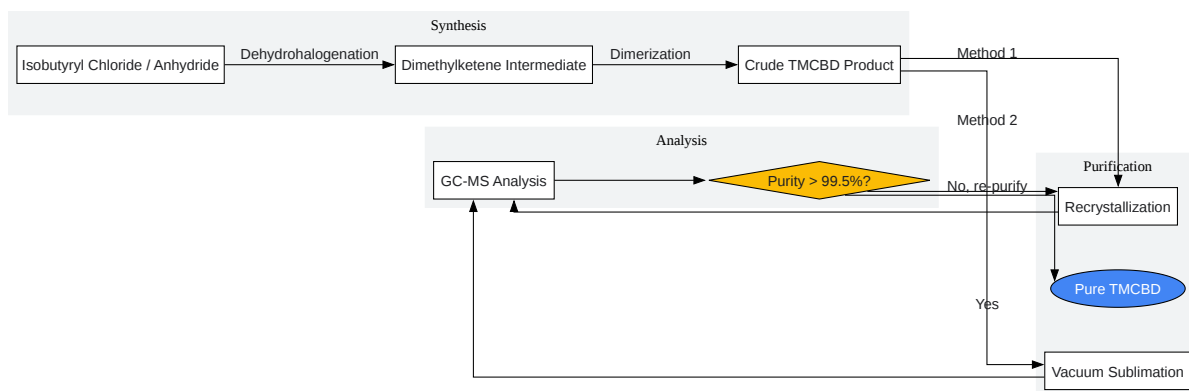 Synthesis
Isobutyryl Chloride / Anhydride
Dehydrohalogenation
Dimethylketene Intermediate
Dimerization
Crude TMCBD Product
Method 1
Method 2
Analysis
GC-MS Analysis
Purity > 99.5%?
No, re-purify
Purification
Recrystallization
Pure TMCBD
Yes
Vacuum Sublimation